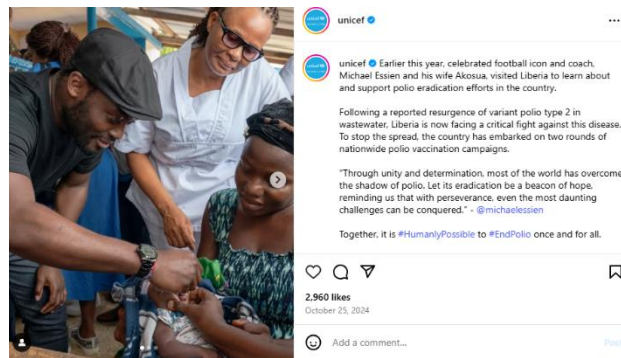 unicef
unicef Earlier this year, celebrated football icon and coach,
Michael Essien and his wife Akosua, visited Liberia to learn about
and support polio eradication efforts in the country.
Following a reported resurgence of variant polio type 2 in
wastewater, Liberia is now facing a critical fight against this disease.
To stop the spread, the country has embarked on two rounds of
nationwide polio vaccination campaigns.
"Through unity and determination, most of the world has overcome
the shadow of polio. Let its eradication be a beacon of hope,
reminding us that with perseverance, even the most daunting
challenges can be conquered." - @michaelessien
Together, it is #HumanlyPossible to #EndPolio once and for all.
2,960 likes
October 25, 2024
Add a comment...
Post